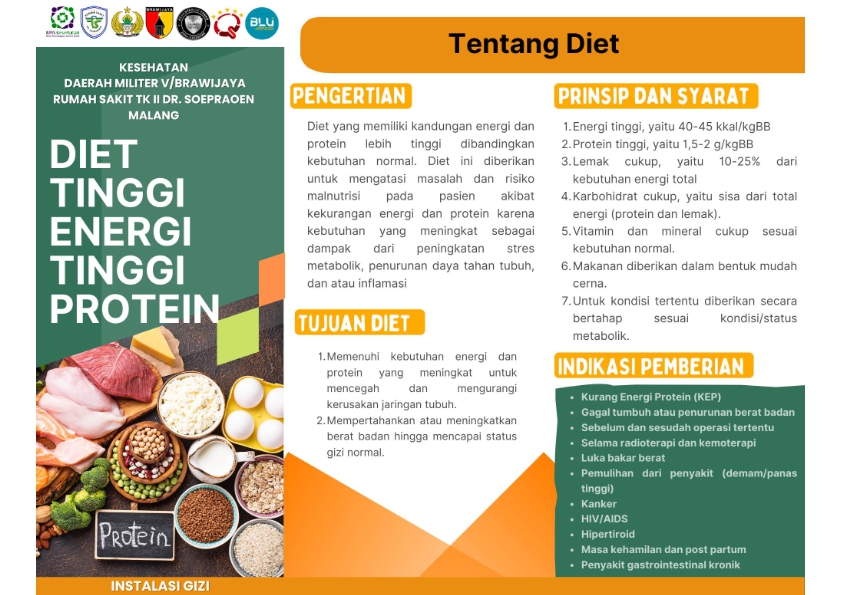 BPJS Kesehatan
BRAWIJAYA
BLU
KESEHATAN
DAERAH MILITER V/BRAWIJAYA
RUMAH SAKIT TK II DR. SOEPRAOEN
MALANG
DIET
TINGGI
ENERGI
TINGGI
PROTEIN
Protein
INSTALASI GIZI
Tentang Diet
PENGERTIAN
Diet yang memiliki kandungan energi dan
protein lebih tinggi dibandingkan
kebutuhan normal. Diet ini diberikan
untuk mengatasi masalah dan risiko
malnutrisi pada pasien akibat
kekurangan energi dan protein karena
kebutuhan yang meningkat sebagai
dampak dari peningkatan stres
metabolik, penurunan daya tahan tubuh,
dan atau inflamasi
TUJUAN DIET
1. Memenuhi kebutuhan energi dan
protein yang meningkat untuk
mencegah dan mengurangi
kerusakan jaringan tubuh.
2. Mempertahankan atau meningkatkan
berat badan hingga mencapai status
gizi normal.
PRINSIP DAN SYARAT
1. Energi tinggi, yaitu 40-45 kkal/kgBB
2. Protein tinggi, yaitu 1,5-2 g/kgBB
3. Lemak cukup, yaitu 10-25% dari
kebutuhan energi total
4. Karbohidrat cukup, yaitu sisa dari total
energi (protein dan lemak).
5. Vitamin dan mineral cukup sesuai
kebutuhan normal.
6. Makanan diberikan dalam bentuk mudah
cerna.
7. Untuk kondisi tertentu diberikan secara
bertahap sesuai kondisi/status
metabolik.
INDIKASI PEMBERIAN
• Kurang Energi Protein (KEP)
• Gagal tumbuh atau penurunan berat badan
• Sebelum dan sesudah operasi tertentu
• Selama radioterapi dan kemoterapi
• Luka bakar berat
• Pemulihan dari penyakit (demam/panas
tinggi)
• Kanker
• HIV/AIDS
• Hipertiroid
• Masa kehamilan dan post partum
• Penyakit gastrointestinal kronik